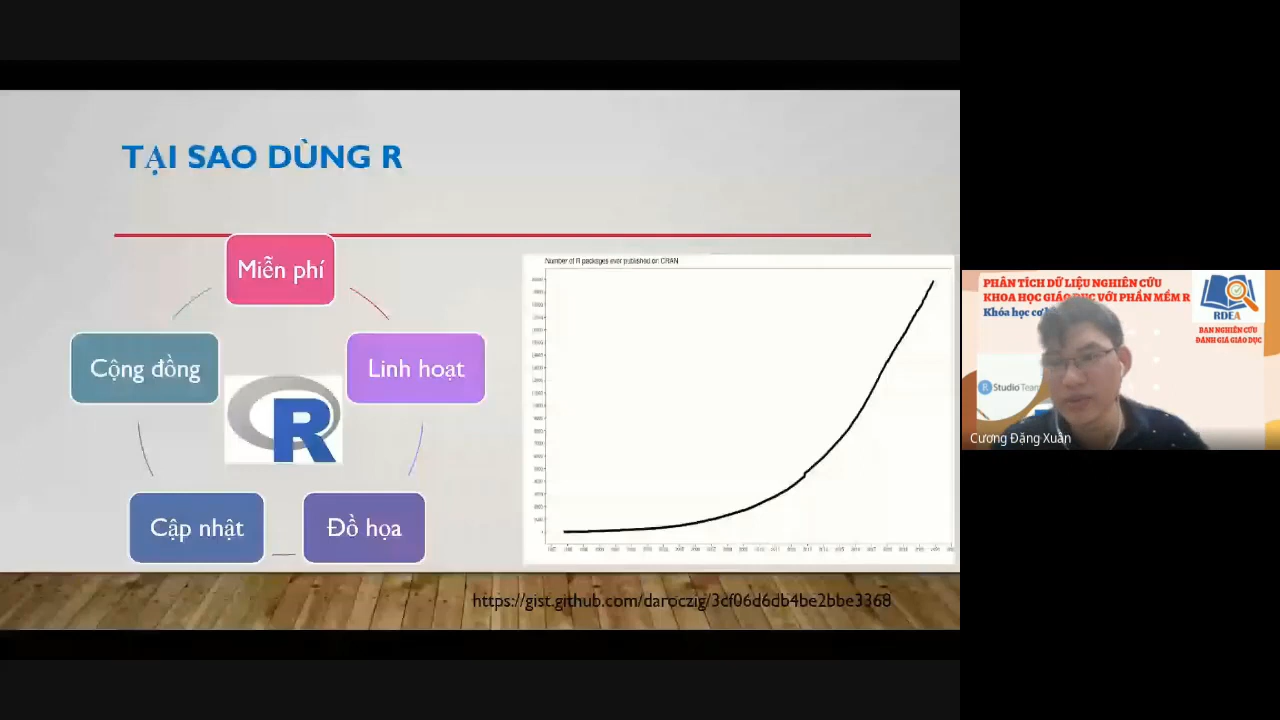 TẠI SAO DÙNG R
Miễn phí
Cộng đồng
Linh hoạt
R
Cập nhật
Đồ họa
Number of R packages ever published on CRAN
https://gist.github.com/daroczig/3cf06d6db4be2bbe3368
PHÂN TÍCH DỮ LIỆU NGHIÊN CỨU
KHOA HỌC GIÁO DỤC VỚI PHẦN MỀM R
Khóa học cơ
RDEA
BAN NGHIÊN CỨU
ĐÁNH GIÁ GIÁO DỤC
R Studio Team
Cương Đặng Xuân